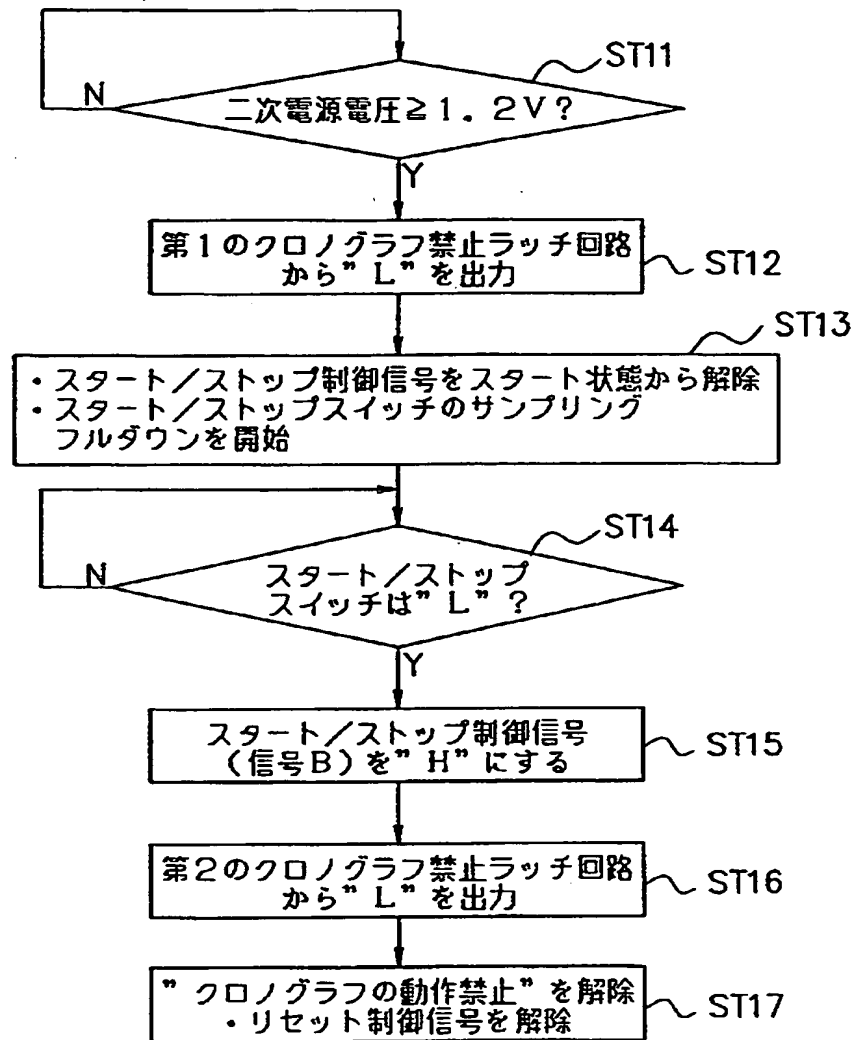 ST11
N
二次電源電圧≧1.2V?
Y
第1のクロノグラフ禁止ラッチ回路
から"L"を出力
ST12
ST13
・スタート/ストップ制御信号をスタート状態から解除
・スタート/ストップスイッチのサンプリング
フルダウンを開始
ST14
N
スタート/ストップ
スイッチは"L"?
Y
スタート/ストップ制御信号
(信号B)を"H"にする
ST15
第2のクロノグラフ禁止ラッチ回路
から"L"を出力
ST16
"クロノグラフの動作禁止"を解除
・リセット制御信号を解除
ST17